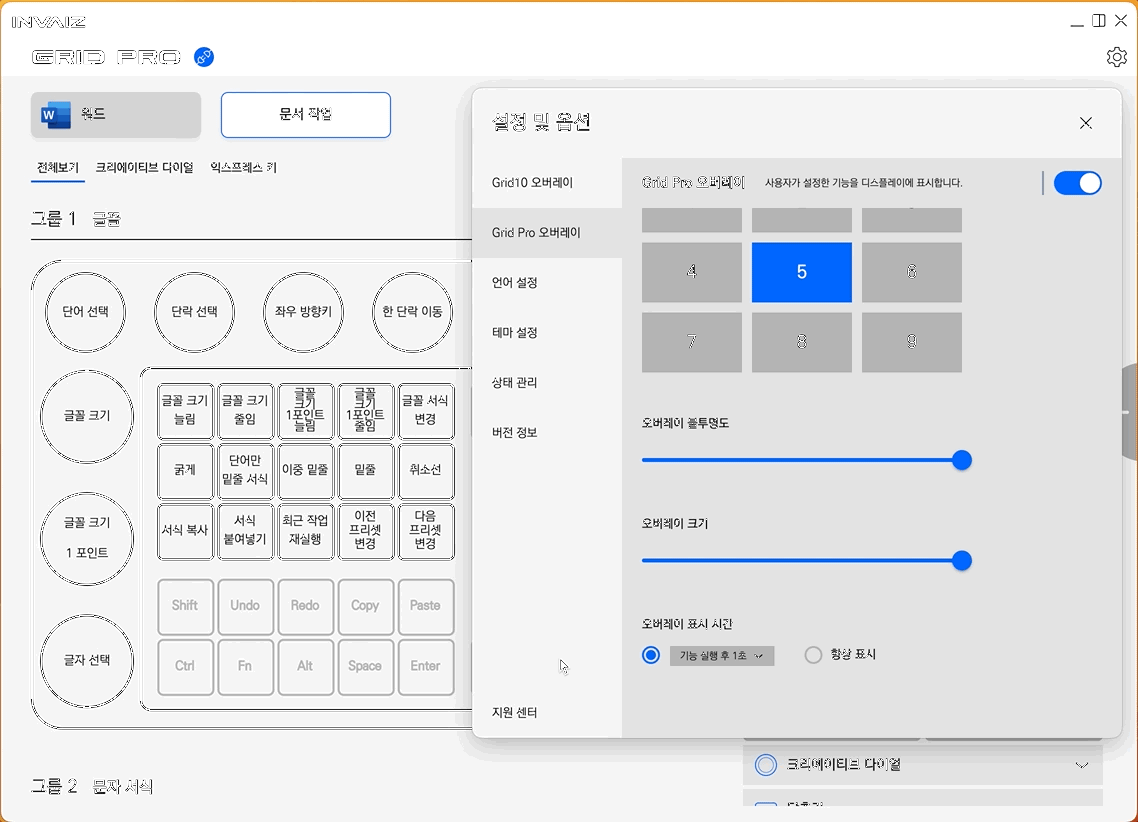 INVAIZ
GRID PRO
워드
문서 작업
전체보기 크리에이티브 다이얼 익스프레스 키
그룹 1 글꼴
단어 선택 단락 선택 좌우 방향키 한 단락 이동
글꼴 크기
글꼴 크기
1 포인트
글자 선택
글꼴 크기
늘림
글꼴 크기
줄임
글꼴
크기
1포인트
늘림
글꼴
크기
1포인트
줄임
글꼴 서식
변경
굵게
단어만
밑줄 서식
이중 밑줄
밑줄
취소선
서식 복사
서식
붙여넣기
최근 작업
재실행
이전
프리셋
변경
다음
프리셋
변경
Shift Undo Redo Copy Paste
Ctrl Fn Alt Space Enter
그룹 2 문자 서식
설정 및 옵션
Grid10 오버레이
Grid Pro 오버레이
언어 설정
테마 설정
상태 관리
버전 정보
지원 센터
Grid Pro 오버레이 사용자가 설정한 기능을 디스플레이에 표시합니다.
4 5 6
7 8 9
오버레이 불투명도
오버레이 크기
오버레이 표시 시간
기능 실행 후 1초 항상 표시
크리에이티브 다이얼